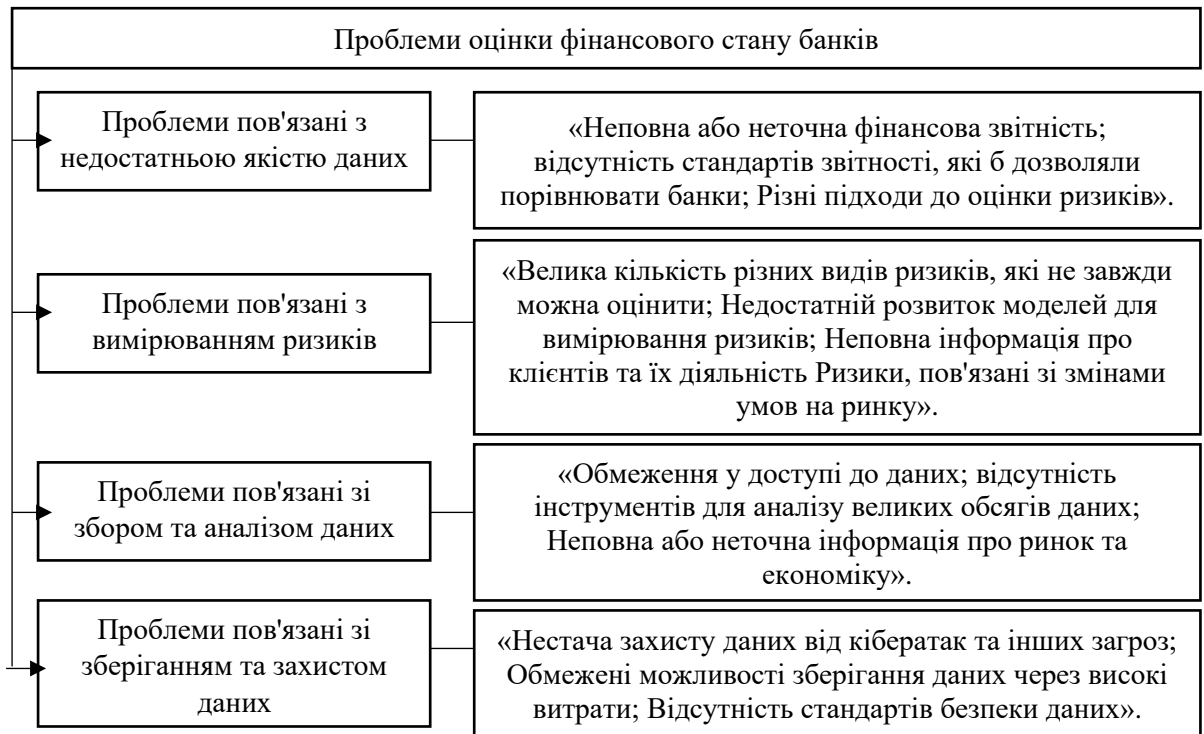 Проблеми оцінки фінансового стану банків
Проблеми пов'язані з
недостатньою якістю даних
«Неповна або неточна фінансова звітність;
відсутність стандартів звітності, які б дозволяли
порівнювати банки; Різні підходи до оцінки ризиків».
Проблеми пов'язані з
вимірюванням ризиків
«Велика кількість різних видів ризиків, які не завжди
можна оцінити; Недостатній розвиток моделей для
вимірювання ризиків; Неповна інформація про
клієнтів та їх діяльність Ризики, пов'язані зі змінами
умов на ринку».
Проблеми пов'язані зі
збором та аналізом даних
«Обмеження у доступі до даних; відсутність
інструментів для аналізу великих обсягів даних;
Неповна або неточна інформація про ринок та
економіку».
Проблеми пов'язані зі
зберіганням та захистом
даних
«Нестача захисту даних від кібератак та інших загроз;
Обмежені можливості зберігання даних через високі
витрати; Відсутність стандартів безпеки даних».